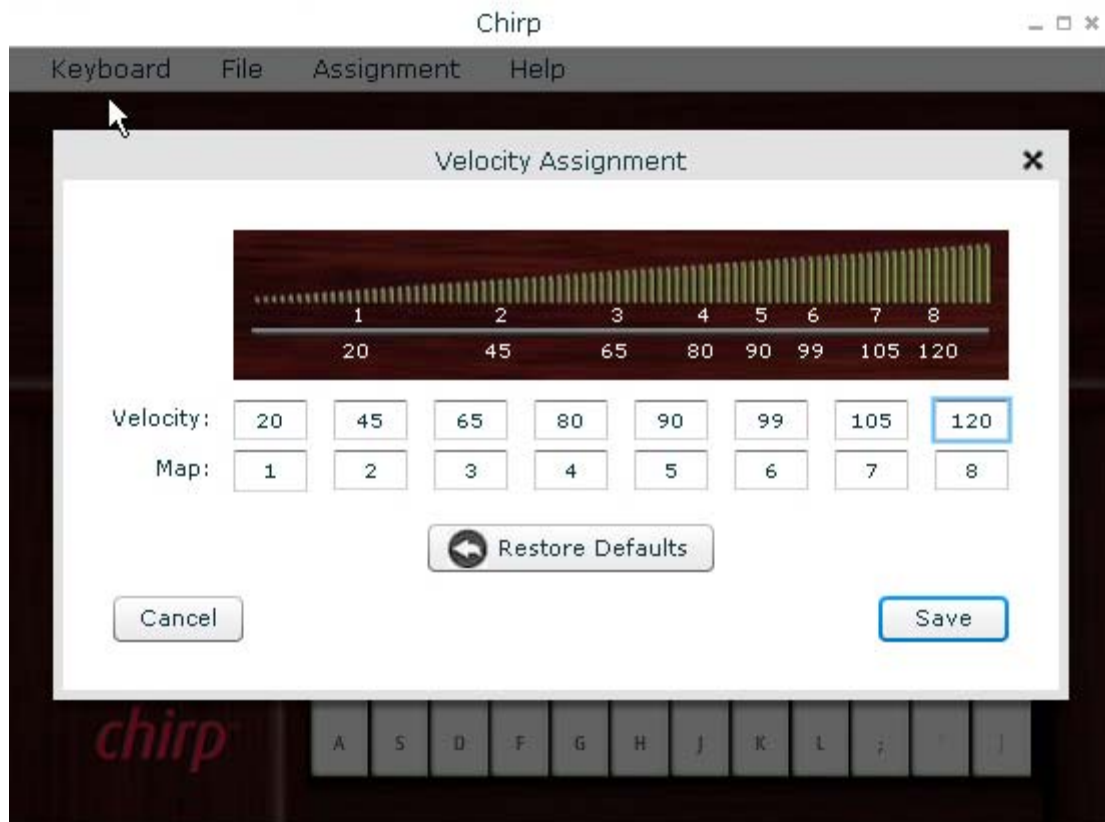 Chirp
Keyboard File Assignment Help
Velocity Assignment
1 2 3 4 5 6 7 8
20 45 65 80 90 99 105 120
Velocity: 20 45 65 80 90 99 105 120
Map: 1 2 3 4 5 6 7 8
Restore Defaults
Cancel Save
chirp A S D F G H J K L ; ' ]